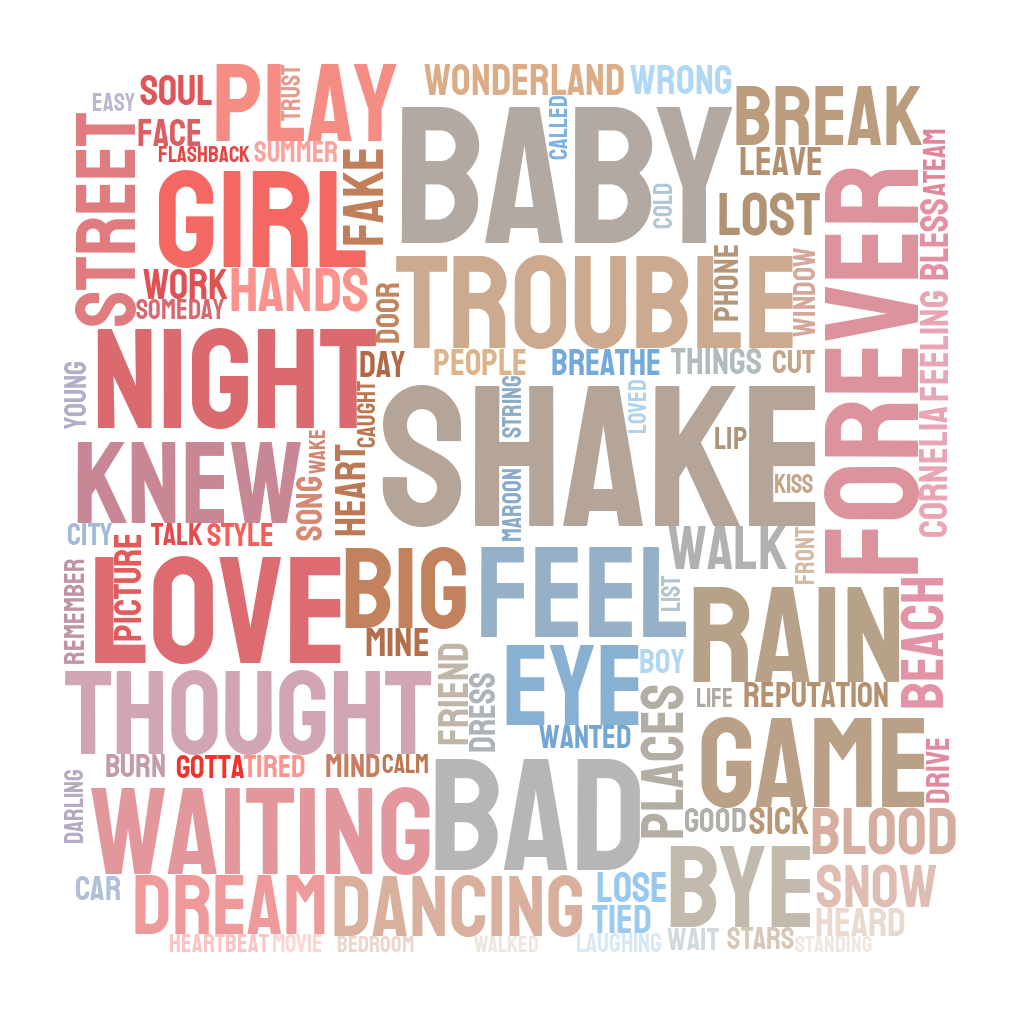 PLAY
TRUST
WONDERLAND
WRONG
SOUL
EASY
BREAK
BABY
CALLED
FACE
STREET
FLASHBACK
SUMMER
FAKE
LEAVE
ATEAM
GIRL
COLD
LOST
FOREVER
BLESS
WORK
HANDS
SOMEDAY
DOOR
TROUBLE
PHONE
WINDOW
FEELING
NIGHT
DAY
PEOPLE
BREATHE
THINGS
CUT
YOUNG
CAUGHT
STRING
LOVED
SHAKE
LIP
CORNELIA
KNEW
WAKE
SONG
HEART
MAROON
KISS
CITY
TALK
STYLE
WALK
FRONT
PICTURE
REMEMBER
LOVE
BIG
FEEL
LIST
RAIN
BEACH
MINE
EYE
BOY
LIFE
REPUTATION
THOUGHT
FRIEND
DRESS
WANTED
PLACES
GAME
BURN
GOTTA
TIRED
MIND
CALM
DRIVE
DARLING
WAITING
BAD
GOOD
SICK
BLOOD
CAR
DREAM
DANCING
LOSE
TIED
BYE
SNOW
HEARD
HEARTBEAT
MOVIE
BEDROOM
WALKED
LAUGHING
WAIT
STARS
STANDING